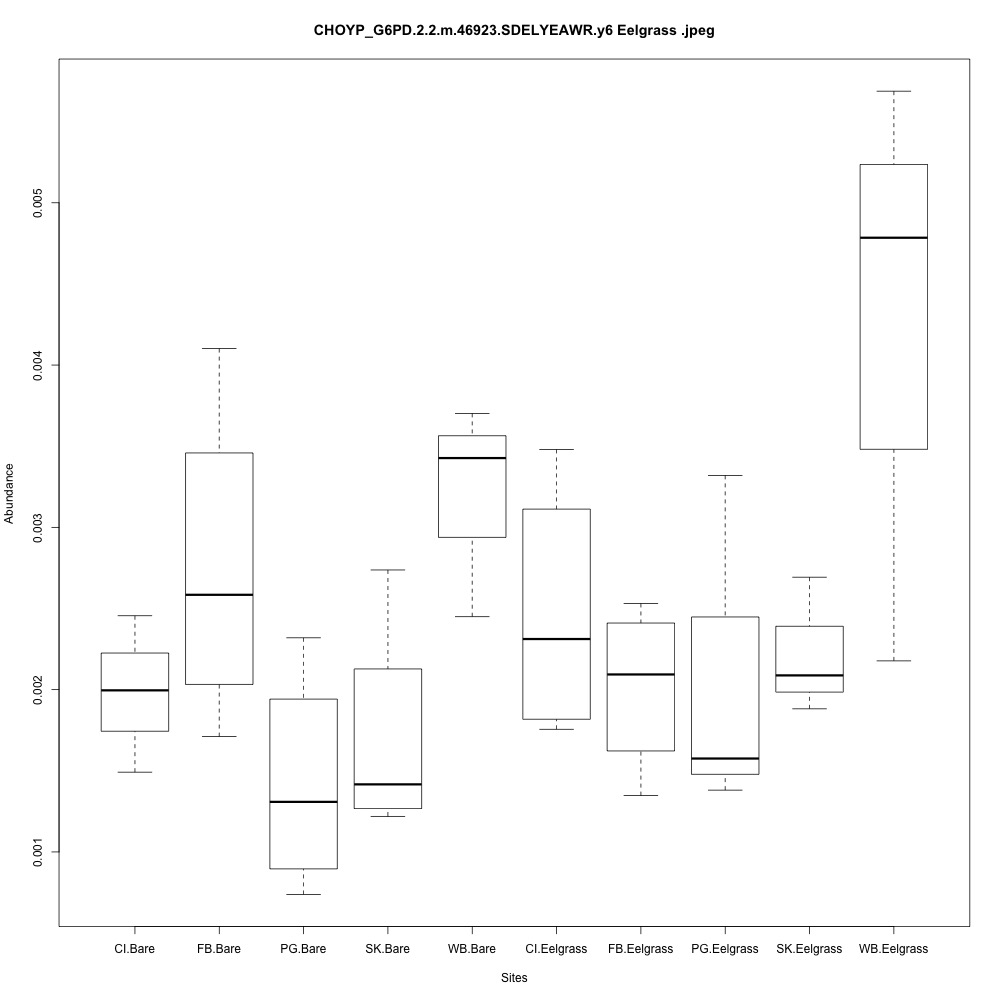 CHOYP_G6PD.2.2.m.46923.SDELYEAWR.y6 Eelgrass .jpeg
0.005
0.004
0.003
0.002
0.001
Abundance
CI.Bare FB.Bare PG.Bare SK.Bare WB.Bare CI.Eelgrass FB.Eelgrass PG.Eelgrass SK.Eelgrass WB.Eelgrass
Sites